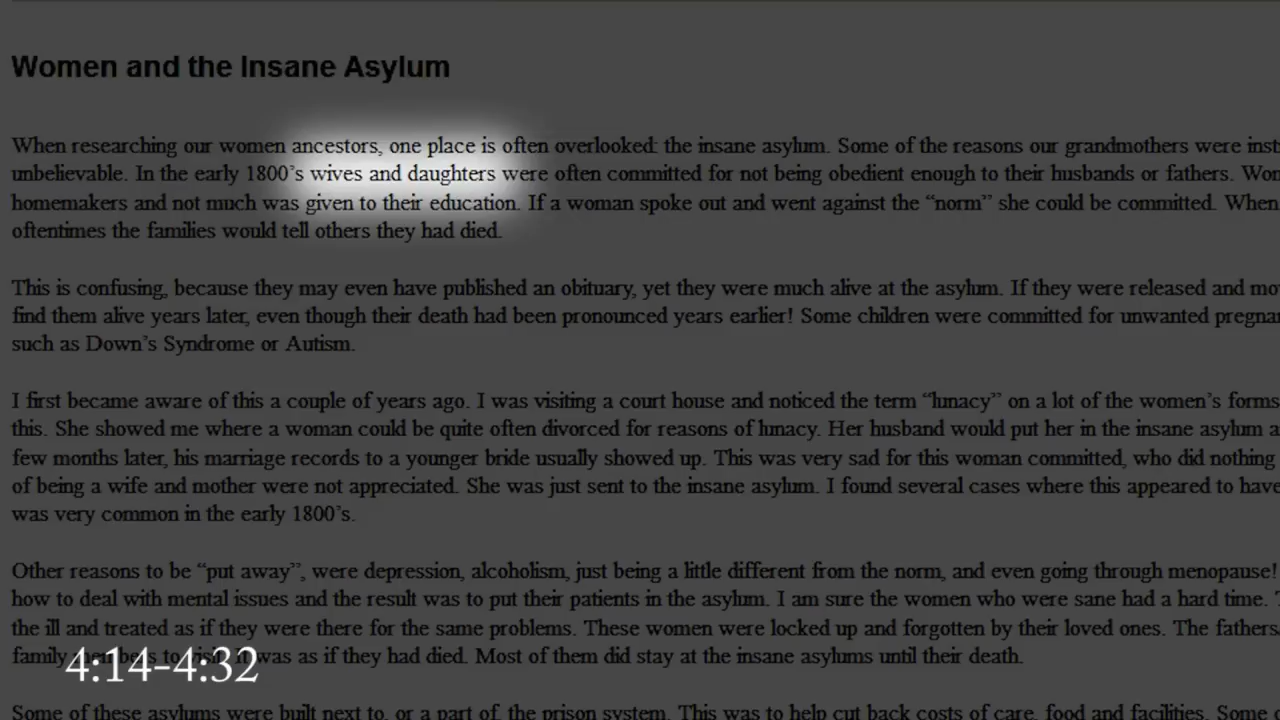 Women and the Insane Asylum
When researching our women ancestors, one place is often overlooked: the insane asylum. Some of the reasons our grandmothers were
unbelievable. In the early 1800’s wives and daughters were often committed for not being obedient enough to their husbands or fathers.
homemakers and not much was given to their education. If a woman spoke out and went against the “norm” she could be committed. When
oftentimes the families would tell others they had died.
This is confusing, because they may even have published an obituary, yet they were much alive at the asylum. If they were released and
find them alive years later, even though their death had been pronounced years earlier! Some children were committed for unwanted
such as Down’s Syndrome or Autism.
I first became aware of this a couple of years ago. I was visiting a court house and noticed the term “lunacy” on a lot of the women’s forms
this. She showed me where a woman could be quite often divorced for reasons of lunacy. Her husband would put her in the insane asylum
few months later, his marriage records to a younger bride usually showed up. This was very sad for this woman committed, who did nothing
of being a wife and mother were not appreciated. She was just sent to the insane asylum. I found several cases where this appeared to have
was very common in the early 1800’s.
Other reasons to be “put away”, were depression, alcoholism, just being a little different from the norm, and even going through menopause!
how to deal with mental issues and the result was to put their patients in the asylum. I am sure the women who were sane had a hard time.
the ill and treated as if they were there for the same problems. These women were locked up and forgotten by their loved ones. The fathers
family was as if they had died. Most of them did stay at the insane asylums until their death.
4:14-4:32
Some of these asylums were built next to, or a part of, the prison system. This was to help cut back costs of care, food and facilities. Some